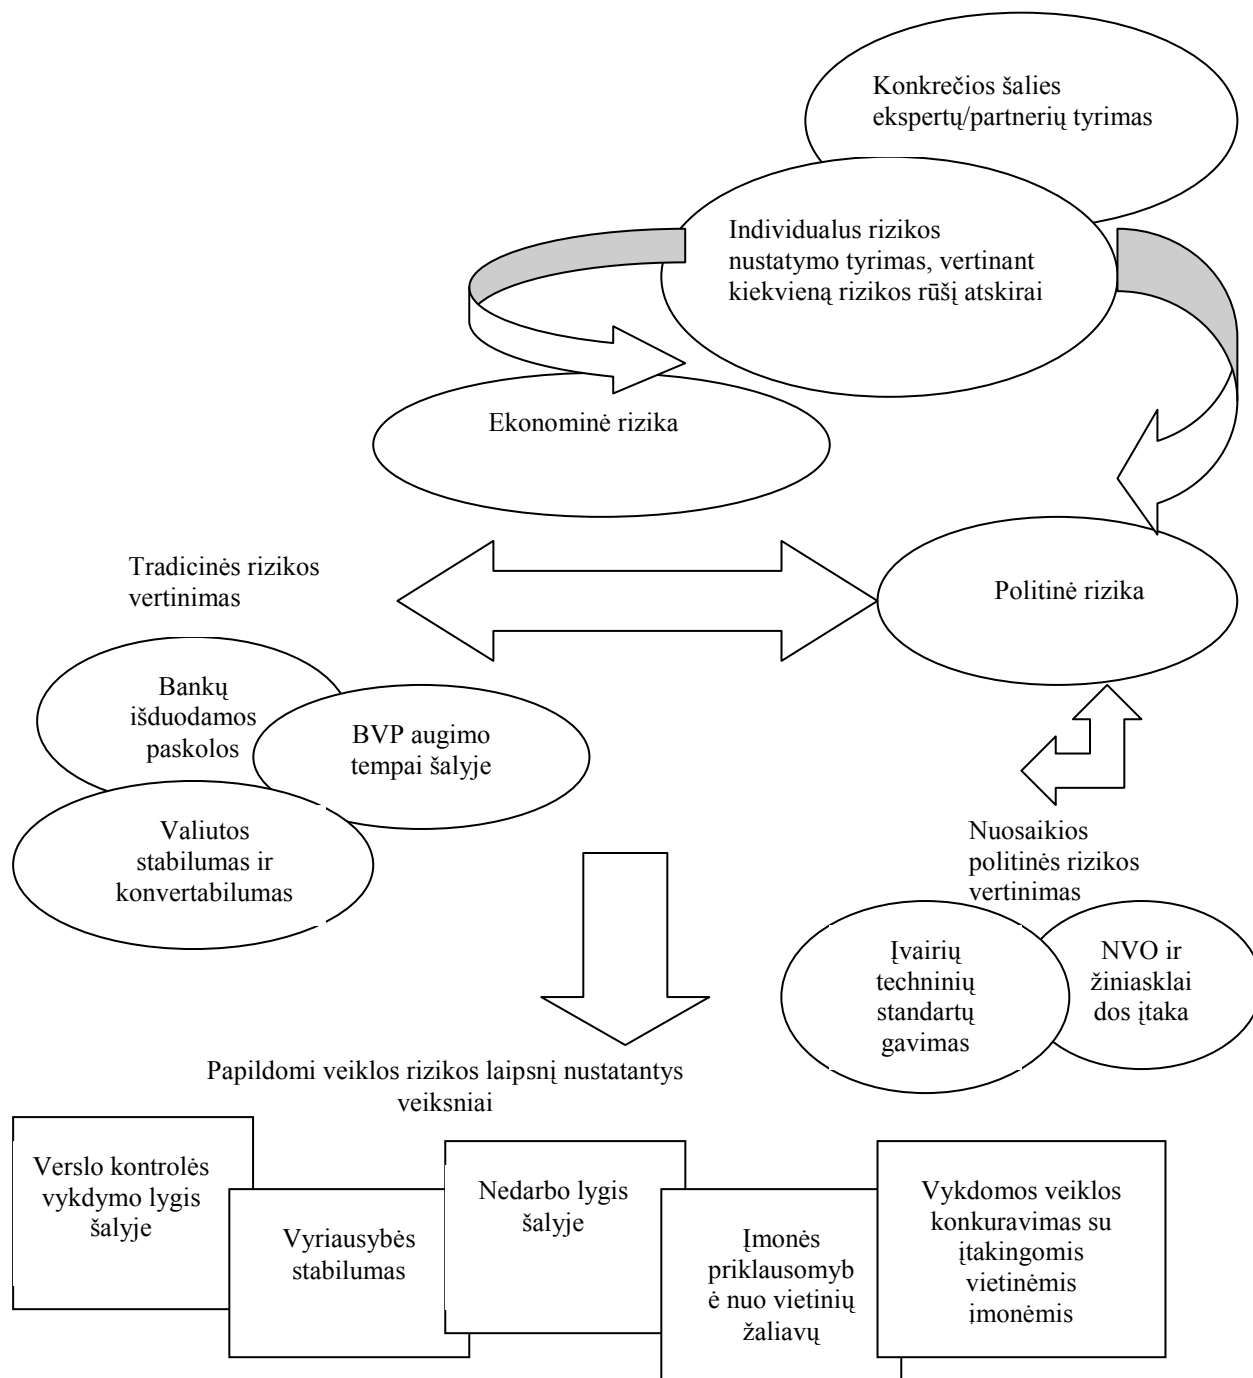 Konkrečios šalies
ekspertų/partnerių tyrimas
Individualus rizikos
nustatymo tyrimas, vertinant
kiekvieną rizikos rūšį atskirai
Ekonominė rizika
Tradicinės rizikos
vertinimas
Politinė rizika
Bankų
išduodamos
paskolos
BVP augimo
tempai šalyje
Valiutos
stabilumas ir
konvertabilumas
Nuosaikios
politinės rizikos
vertinimas
Įvairių
techninių
standartų
gavimas
NVO ir
žiniasklai
dos įtaka
Papildomi veiklos rizikos laipsnį nustatantys
veiksniai
Verslo kontrolės
vykdymo lygis
šalyje
Vyriausybės
stabilumas
Nedarbo lygis
šalyje
Įmonės
priklausomyb
ė nuo vietinių
žaliavų
Vykdomos veiklos
konkuravimas su
įtakingomis
vietinėmis
įmonėmis